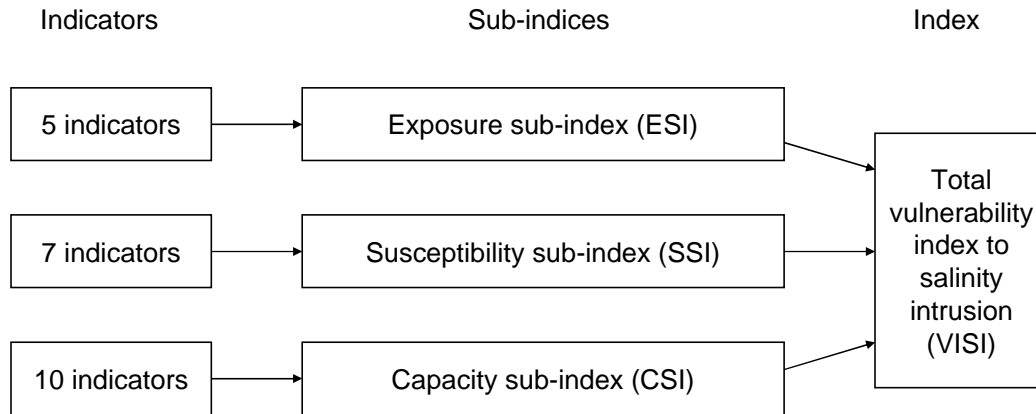 Indicators
Sub-indices
Index
5 indicators
Exposure sub-index (ESI)
7 indicators
Susceptibility sub-index (SSI)
10 indicators
Capacity sub-index (CSI)
Total
vulnerability
index to
salinity
intrusion
(VISI)